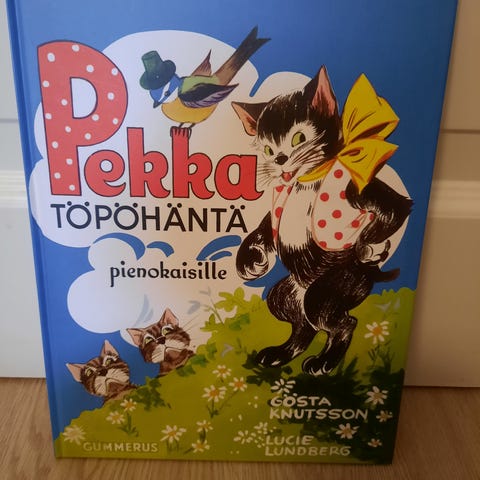 Pekka
TÖPÖHÄNTÄ
pienokaisille
GÖSTA
KNUTSSON
LUCIE
LUNDBERG
GUMMERUS